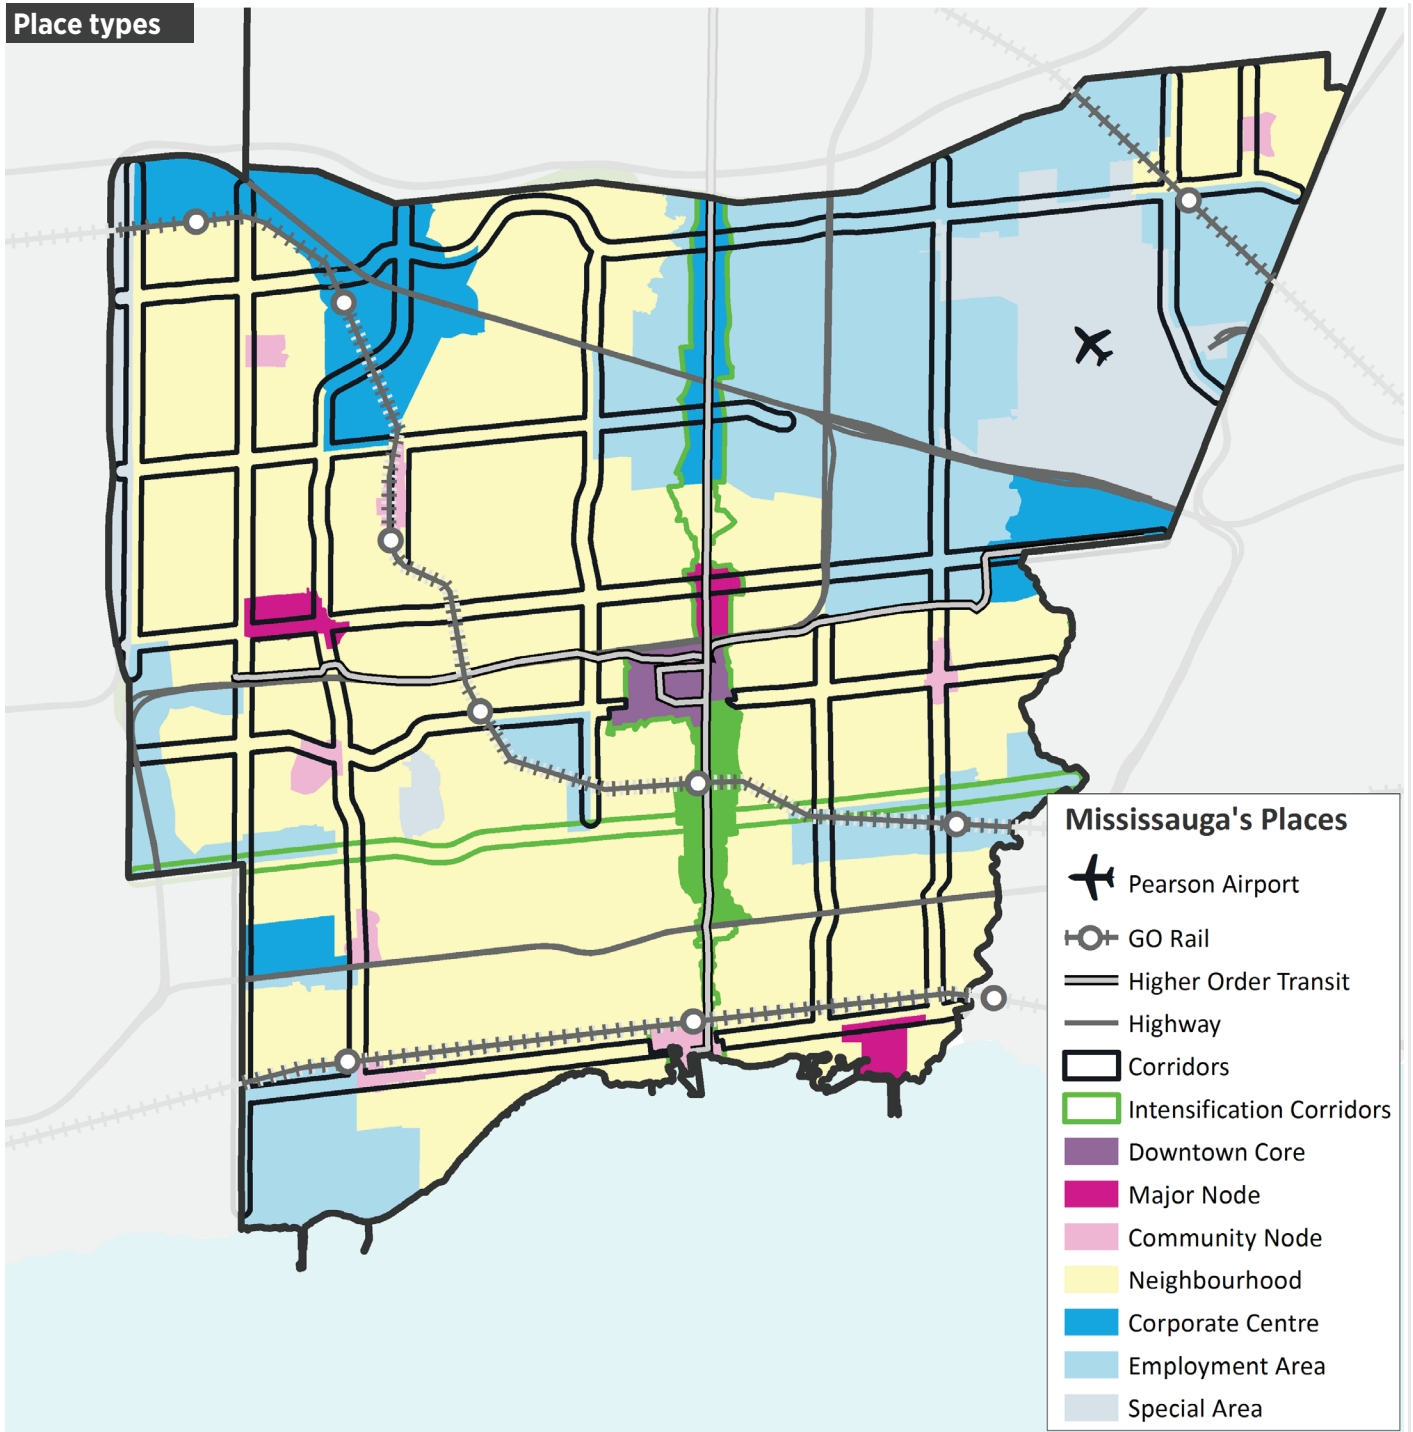 Place types
Mississauga's Places
Pearson Airport
GO Rail
Higher Order Transit
Highway
Corridors
Intensification Corridors
Downtown Core
Major Node
Community Node
Neighbourhood
Corporate Centre
Employment Area
Special Area